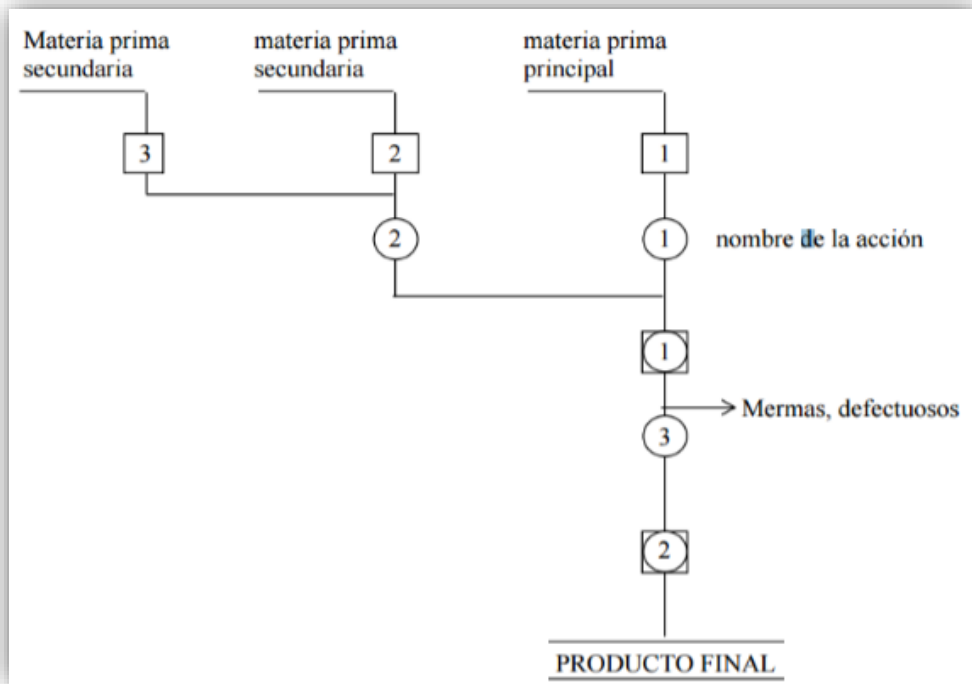 Materia prima
secundaria
materia prima
secundaria
materia prima
principal
3
2
1
2
1
nombre de la acción
1
Mermas, defectuosos
3
2
PRODUCTO FINAL